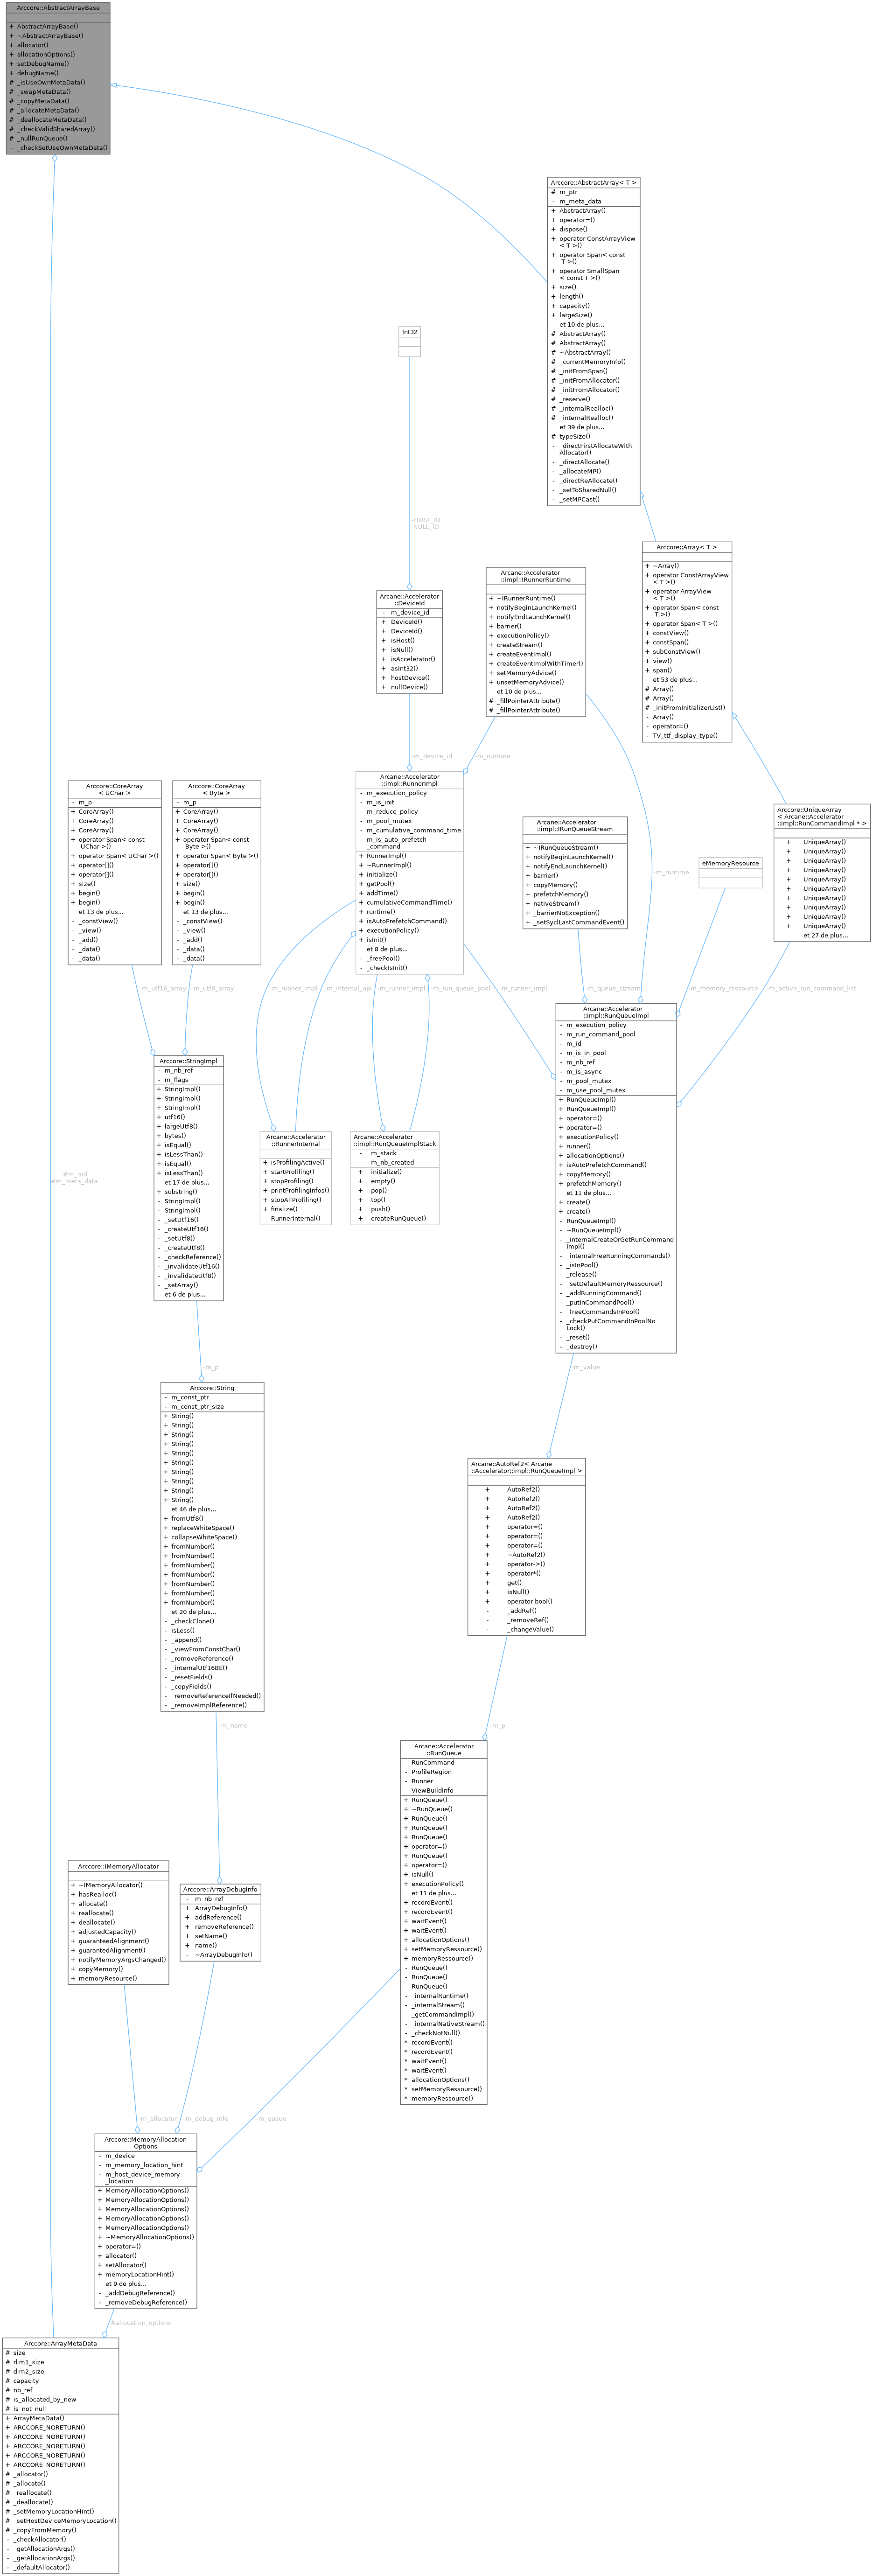 Arccore::AbstractArrayBase
+ AbstractArrayBase()
+ ~AbstractArrayBase()
+ allocator()
+ allocationOptions()
+ setDebugName()
+ debugName()
# _isUseOwnMetaData()
# _swapMetaData()
# _copyMetaData()
# _allocateMetaData()
# _deallocateMetaData()
# _checkValidSharedArray()
# _nullRunQueue()
- _checkSetUseOwnMetaData()
Arccore::AbstractArray< T >
# m_ptr
- m_meta_data
+ AbstractArray()
+ operator=()
+ dispose()
+ operator ConstArrayView
< T >()
+ operator Span< const
T >()
+ operator SmallSpan
< const T >()
+ size()
+ length()
+ capacity()
+ largeSize()
et 10 de plus...
# AbstractArray()
# AbstractArray()
# ~AbstractArray()
# _currentMemoryInfo()
# _initFromSpan()
# _initFromAllocator()
# _initFromAllocator()
# _reserve()
# _internalRealloc()
# _internalRealloc()
et 39 de plus...
# typeSize()
- _directFirstAllocateWith
Allocator()
- _directAllocate()
- _allocateMP()
- _directReAllocate()
- _setToSharedNull()
- _setMPCast()
Int32
-HOST_ID
-NULL_ID
Arccore::Array< T >
+ ~Array()
+ operator ConstArrayView
< T >()
+ operator ArrayView
< T >()
+ operator Span< const
T >()
+ operator Span< T >()
+ constView()
+ constSpan()
+ subConstView()
+ view()
+ span()
et 53 de plus...
# Array()
# Array()
# _initFromInitializerList()
- Array()
- operator=()
- TV_ttf_display_type()
Arcane::Accelerator
::impl::IRunnerRuntime
+ ~IRunnerRuntime()
+ notifyBeginLaunchKernel()
+ notifyEndLaunchKernel()
+ barrier()
+ executionPolicy()
+ createStream()
+ createEventImpl()
+ createEventImplWithTimer()
+ setMemoryAdvice()
+ unsetMemoryAdvice()
et 10 de plus...
# _fillPointerAttribute()
# _fillPointerAttribute()
Arcane::Accelerator
::DeviceId
- m_device_id
+ DeviceId()
+ DeviceId()
+ isHost()
+ isNull()
+ isAccelerator()
+ asInt32()
+ hostDevice()
+ nullDevice()
-m_device_id
-m_runtime
Arcane::Accelerator
::impl::RunnerImpl
- m_execution_policy
- m_is_init
- m_reduce_policy
- m_pool_mutex
- m_cumulative_command_time
- m_is_auto_prefetch
_command
+ RunnerImpl()
+ ~RunnerImpl()
+ initialize()
+ getPool()
+ addTime()
+ cumulativeCommandTime()
+ runtime()
+ isAutoPrefetchCommand()
+ executionPolicy()
+ isInit()
et 8 de plus...
- _freePool()
- _checkIsInit()
Arccore::CoreArray
< UChar >
- m_p
+ CoreArray()
+ CoreArray()
+ CoreArray()
+ operator Span< const
UChar >()
+ operator Span< UChar >()
+ operator[]()
+ operator[]()
+ size()
+ begin()
+ begin()
et 13 de plus...
- _constView()
- _view()
- _add()
- _data()
- _data()
Arccore::CoreArray
< Byte >
- m_p
+ CoreArray()
+ CoreArray()
+ CoreArray()
+ operator Span< const
Byte >()
+ operator Span< Byte >()
+ operator[]()
+ operator[]()
+ size()
+ begin()
+ begin()
et 13 de plus...
- _constView()
- _view()
- _add()
- _data()
- _data()
Arcane::Accelerator
::impl::IRunQueueStream
+ ~IRunQueueStream()
+ notifyBeginLaunchKernel()
+ notifyEndLaunchKernel()
+ barrier()
+ copyMemory()
+ prefetchMemory()
+ nativeStream()
+ _barrierNoException()
+ _setSyclLastCommandEvent()
-m_runtime
eMemoryResource
Arccore::UniqueArray
< Arcane::Accelerator
::impl::RunCommandImpl * >
+ UniqueArray()
+ UniqueArray()
+ UniqueArray()
+ UniqueArray()
+ UniqueArray()
+ UniqueArray()
+ UniqueArray()
+ UniqueArray()
+ UniqueArray()
+ UniqueArray()
et 27 de plus...
-m_utf16_array
-m_utf8_array
-m_runner_impl
-m_internal_api
-m_runner_impl
-m_run_queue_pool
-m_runner_impl
-m_queue_stream
-m_memory_ressource
-m_active_run_command_list
Arccore::StringImpl
- m_nb_ref
- m_flags
+ StringImpl()
+ StringImpl()
+ StringImpl()
+ utf16()
+ largeUtf8()
+ bytes()
+ isEqual()
+ isLessThan()
+ isEqual()
+ isLessThan()
et 17 de plus...
+ substring()
- StringImpl()
- StringImpl()
- _setUtf16()
- _createUtf16()
- _setUtf8()
- _createUtf8()
- _checkReference()
- _invalidateUtf16()
- _invalidateUtf8()
- _setArray()
et 6 de plus...
Arcane::Accelerator
::RunnerInternal
+ isProfilingActive()
+ startProfiling()
+ stopProfiling()
+ printProfilingInfos()
+ stopAllProfiling()
+ finalize()
- RunnerInternal()
Arcane::Accelerator
::impl::RunQueueImplStack
- m_stack
- m_nb_created
+ initialize()
+ empty()
+ pop()
+ top()
+ push()
+ createRunQueue()
Arcane::Accelerator
::impl::RunQueueImpl
- m_execution_policy
- m_run_command_pool
- m_id
- m_is_in_pool
- m_nb_ref
- m_is_async
- m_pool_mutex
- m_use_pool_mutex
+ RunQueueImpl()
+ RunQueueImpl()
+ operator=()
+ operator=()
+ executionPolicy()
+ runner()
+ allocationOptions()
+ isAutoPrefetchCommand()
+ copyMemory()
+ prefetchMemory()
et 11 de plus...
+ create()
+ create()
- RunQueueImpl()
- ~RunQueueImpl()
- _internalCreateOrGetRunCommand
Impl()
- _internalFreeRunningCommands()
- _isInPool()
- _release()
- _setDefaultMemoryRessource()
- _addRunningCommand()
- _putInCommandPool()
- _freeCommandsInPool()
- _checkPutCommandInPoolNo
Lock()
- _reset()
- _destroy()
#m_md
#m_meta_data
-m_p
-m_value
Arccore::String
- m_const_ptr
- m_const_ptr_size
+ String()
+ String()
+ String()
+ String()
+ String()
+ String()
+ String()
+ String()
+ String()
+ String()
et 46 de plus...
+ fromUtf8()
+ replaceWhiteSpace()
+ collapseWhiteSpace()
+ fromNumber()
+ fromNumber()
+ fromNumber()
+ fromNumber()
+ fromNumber()
+ fromNumber()
+ fromNumber()
et 20 de plus...
- _checkClone()
- isLess()
- _append()
- _viewFromConstChar()
- _removeReference()
- _internalUtf16BE()
- _resetFields()
- _copyFields()
- _removeReferenceIfNeeded()
- _removeImplReference()
Arcane::AutoRef2< Arcane
::Accelerator::impl::RunQueueImpl >
+ AutoRef2()
+ AutoRef2()
+ AutoRef2()
+ AutoRef2()
+ operator=()
+ operator=()
+ operator=()
+ ~AutoRef2()
+ operator->()
+ operator*()
+ get()
+ isNull()
+ operator bool()
- _addRef()
- _removeRef()
- _changeValue()
-m_name
-m_p
Arcane::Accelerator
::RunQueue
- RunCommand
- ProfileRegion
- Runner
- ViewBuildInfo
+ RunQueue()
+ ~RunQueue()
+ RunQueue()
+ RunQueue()
+ RunQueue()
+ operator=()
+ RunQueue()
+ operator=()
+ isNull()
+ executionPolicy()
et 11 de plus...
+ recordEvent()
+ recordEvent()
+ waitEvent()
+ waitEvent()
+ allocationOptions()
+ setMemoryRessource()
+ memoryRessource()
- RunQueue()
- RunQueue()
- RunQueue()
- _internalRuntime()
- _internalStream()
- _getCommandImpl()
- _internalNativeStream()
- _checkNotNull()
* recordEvent()
* recordEvent()
* waitEvent()
* waitEvent()
* allocationOptions()
* setMemoryRessource()
* memoryRessource()
Arccore::IMemoryAllocator
+ ~IMemoryAllocator()
+ hasRealloc()
+ allocate()
+ reallocate()
+ deallocate()
+ adjustedCapacity()
+ guaranteedAlignment()
+ guarantedAlignment()
+ notifyMemoryArgsChanged()
+ copyMemory()
+ memoryResource()
Arccore::ArrayDebugInfo
- m_nb_ref
+ ArrayDebugInfo()
+ addReference()
+ removeReference()
+ setName()
+ name()
- ~ArrayDebugInfo()
-m_allocator
-m_debug_info
-m_queue
Arccore::MemoryAllocation
Options
- m_device
- m_memory_location_hint
- m_host_device_memory
_location
+ MemoryAllocationOptions()
+ MemoryAllocationOptions()
+ MemoryAllocationOptions()
+ MemoryAllocationOptions()
+ MemoryAllocationOptions()
+ ~MemoryAllocationOptions()
+ operator=()
+ allocator()
+ setAllocator()
+ memoryLocationHint()
et 9 de plus...
- _addDebugReference()
- _removeDebugReference()
#allocation_options
Arccore::ArrayMetaData
# size
# dim1_size
# dim2_size
# capacity
# nb_ref
# is_allocated_by_new
# is_not_null
+ ArrayMetaData()
+ ARCCORE_NORETURN()
+ ARCCORE_NORETURN()
+ ARCCORE_NORETURN()
+ ARCCORE_NORETURN()
+ ARCCORE_NORETURN()
# _allocator()
# _allocate()
# _reallocate()
# _deallocate()
# _setMemoryLocationHint()
# _setHostDeviceMemoryLocation()
# _copyFromMemory()
- _checkAllocator()
- _getAllocationArgs()
- _getAllocationArgs()
- _defaultAllocator()